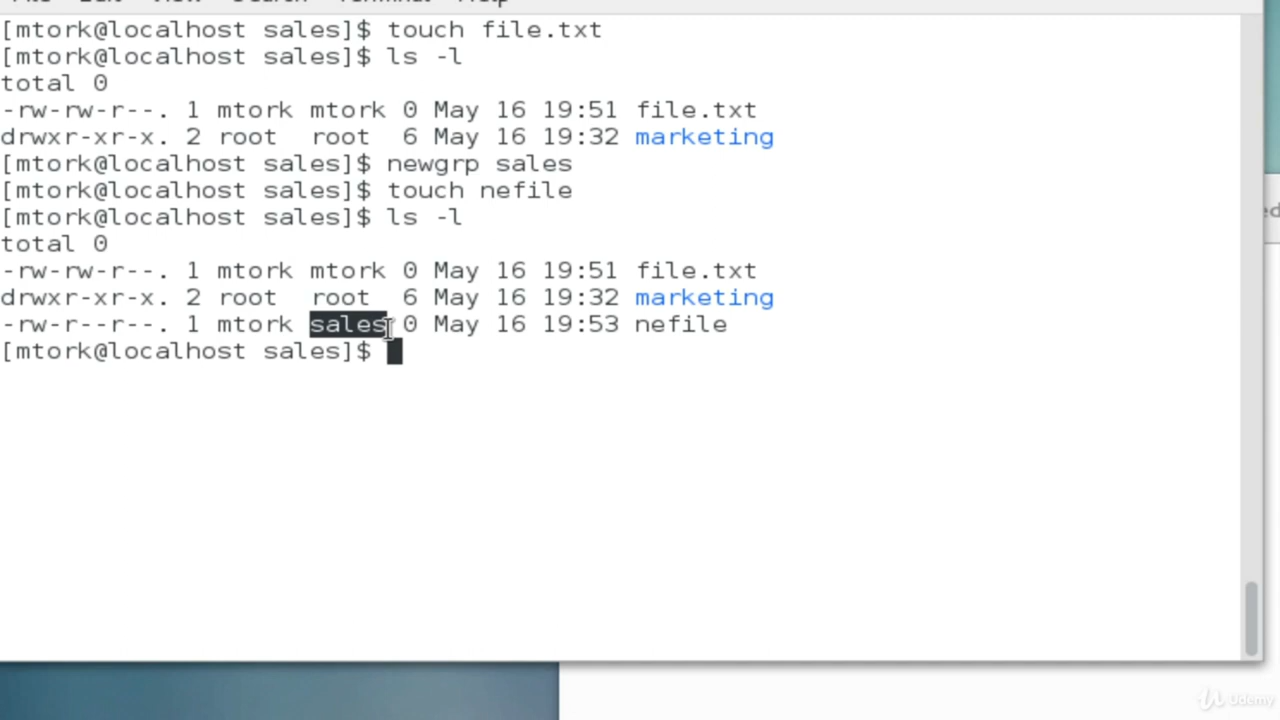 [mtork@localhost sales]$ touch file.txt
[mtork@localhost sales]$ ls -l
total 0
-rw-rw-r--. 1 mtork mtork 0 May 16 19:51 file.txt
drwxr-xr-x. 2 root  root  6 May 16 19:32 marketing
[mtork@localhost sales]$ newgrp sales
[mtork@localhost sales]$ touch nefile
[mtork@localhost sales]$ ls -l
total 0
-rw-rw-r--. 1 mtork mtork 0 May 16 19:51 file.txt
drwxr-xr-x. 2 root  root  6 May 16 19:32 marketing
-rw-r--r--. 1 mtork sales 0 May 16 19:53 nefile
[mtork@localhost sales]$
Udemy